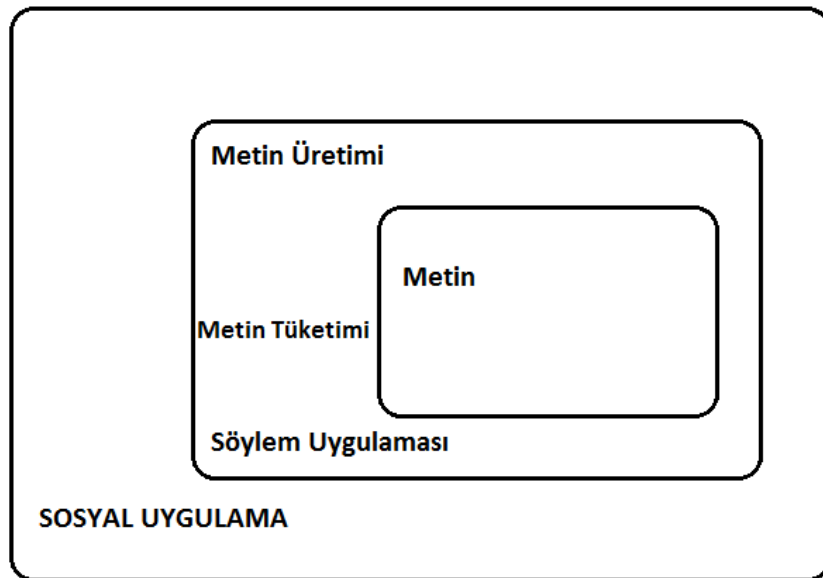 Metin Üretimi
Metin
Metin Tüketimi
Söylem Uygulaması
SOSYAL UYGULAMA